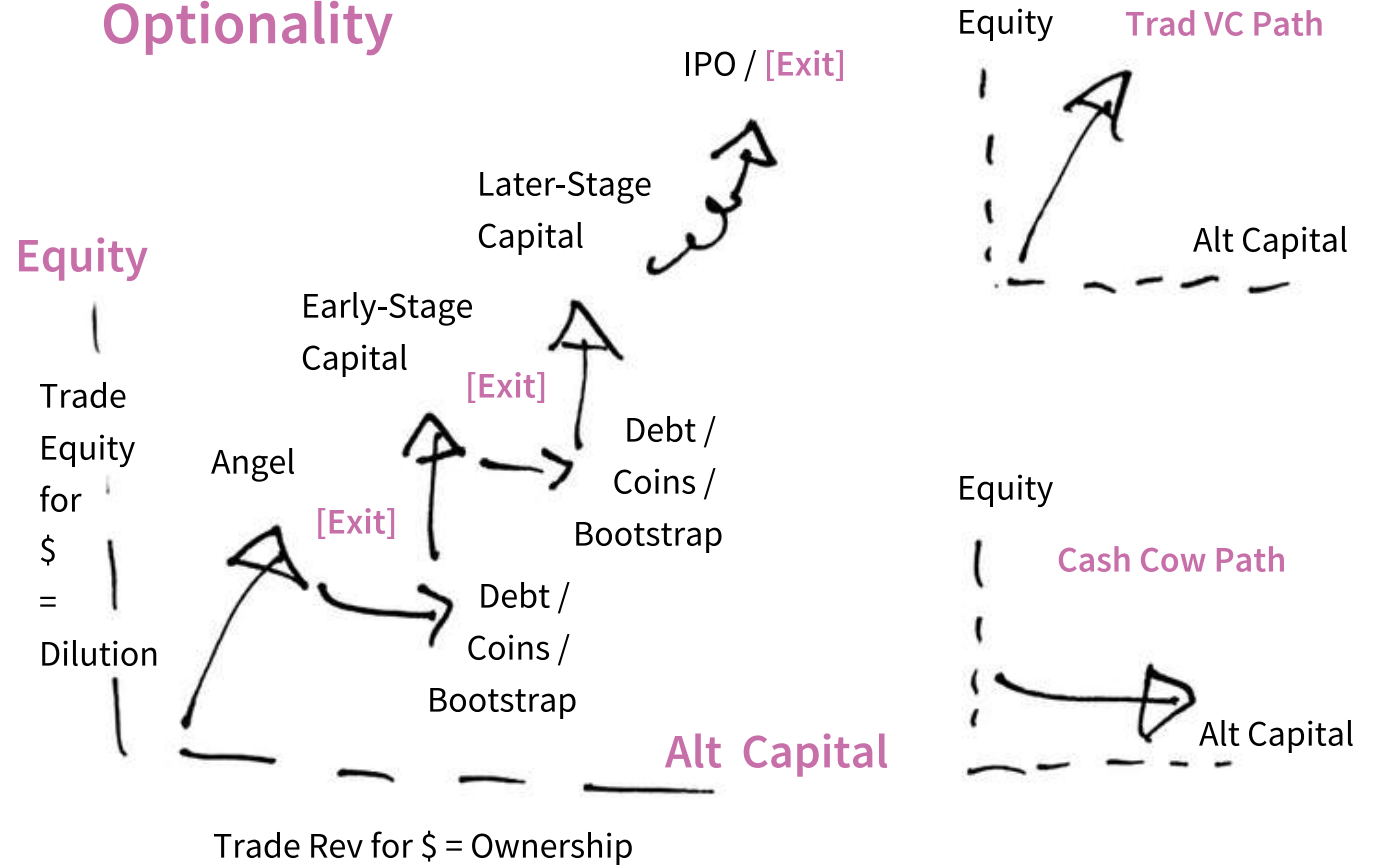 Optionality
IPO / [Exit]
Later-Stage
Capital
Equity
Early-Stage
Capital
[Exit]
Trade
Equity
for
$
=
Dilution
Angel
[Exit]
Debt /
Coins /
Bootstrap
Debt /
Coins /
Bootstrap
Alt Capital
Trade Rev for $ = Ownership
Equity
Trad VC Path
Alt Capital
Equity
Cash Cow Path
Alt Capital